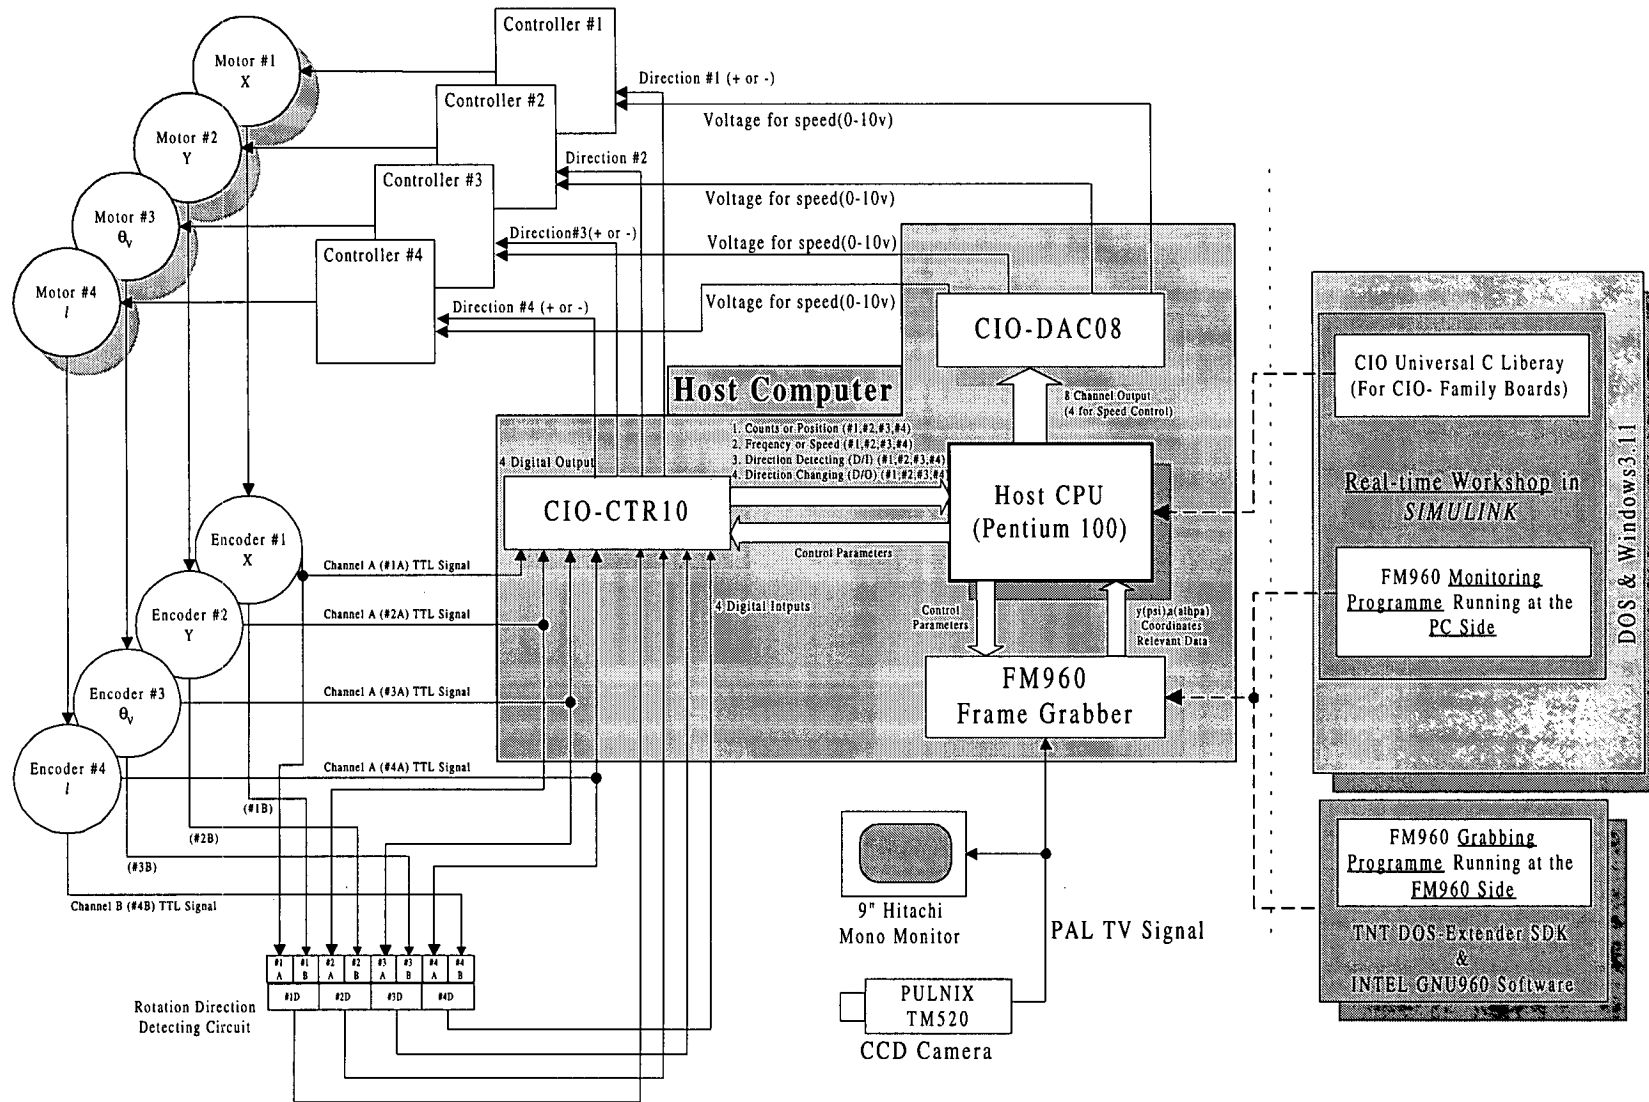 Controller #1
Motor #1
X
Direction #1 (+ or -)
Controller #2
Voltage for speed(0-10v)
Motor #2
Y
Direction #2
Controller #3
Voltage for speed(0-10v)
Motor #3
θv
Direction#3(+ or -)
Voltage for speed(0-10v)
Controller #4
Motor #4
l
Direction #4 (+ or -)
Voltage for speed(0-10v)
CIO-DAC08
Host Computer
8 Channel Output
(4 for Speed Control)
1. Counts or Position (#1,#2,#3,#4)
2. Freqency or Speed (#1,#2,#3,#4)
3. Direction Detecting (D/I) (#1,#2,#3,#4)
4. Direction Changing (D/O) (#1,#2,#3,#4)
4 Digital Output
CIO-CTR10
Host CPU
(Pentium 100)
Control Parameters
Encoder #1
X
Channel A (#1A) TTL Signal
4 Digital Intputs
Control
Parameters
y(psi),a(alhpa)
Coordinates
Relevant Data
Encoder #2
Y
Channel A (#2A) TTL Signal
FM960
Frame Grabber
Encoder #3
θv
Channel A (#3A) TTL Signal
Encoder #4
l
Channel A (#4A) TTL Signal
(#1B)
(#2B)
(#3B)
Channel B (#4B) TTL Signal
#1 #1 #2 #2 #3 #3 #4 #4
A B A B A B A B
#1D #2D #3D #4D
Rotation Direction
Detecting Circuit
9" Hitachi
Mono Monitor
PAL TV Signal
PULNIX
TM520
CCD Camera
CIO Universal C Liberay
(For CIO- Family Boards)
Real-time Workshop in
SIMULINK
FM960 Monitoring
Programme Running at the
PC Side
DOS & Windows3.11
FM960 Grabbing
Programme Running at the
FM960 Side
TNT DOS-Extender SDK
&
INTEL GNU960 Software